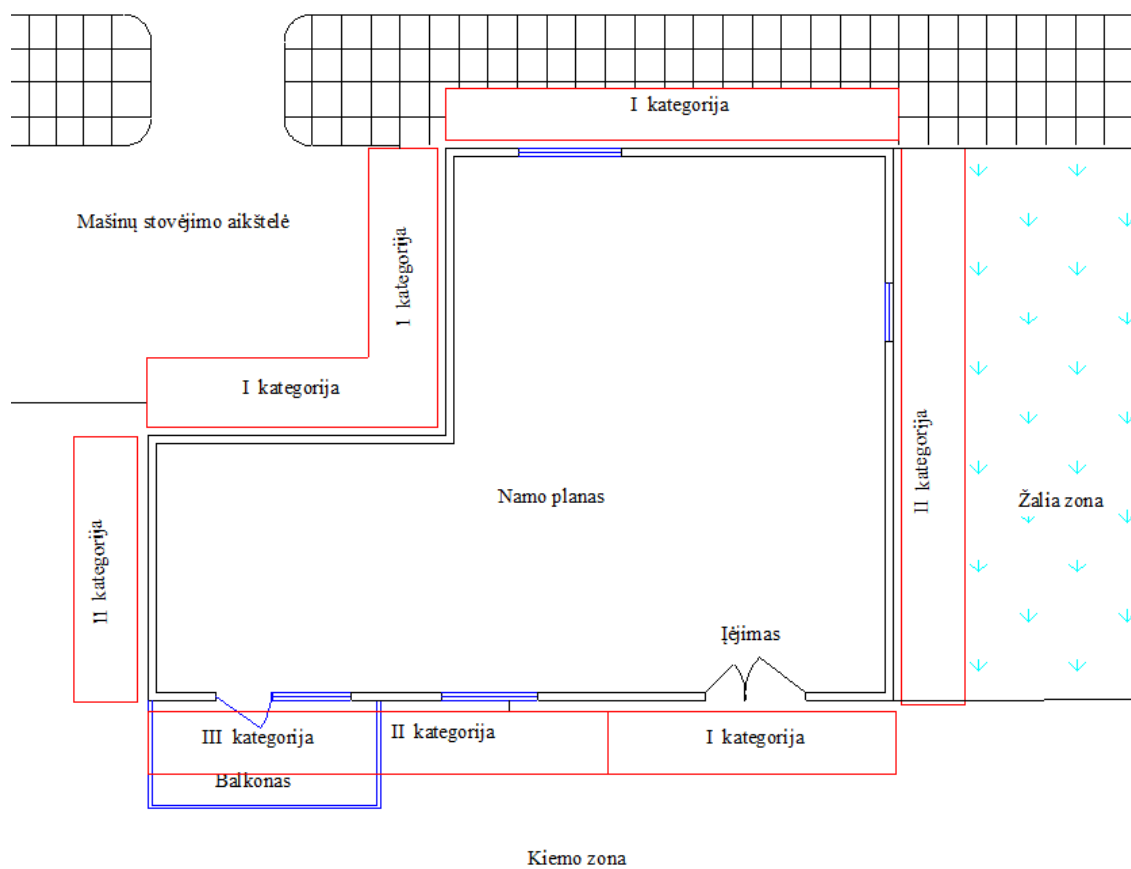 I kategorija
Mašinų stovėjimo aikštelė
I kategorija
I kategorija
II kategorija
Namo planas
II kategorija
Žalia zona
Įėjimas
III kategorija
II kategorija
I kategorija
Balkonas
Kiemo zona